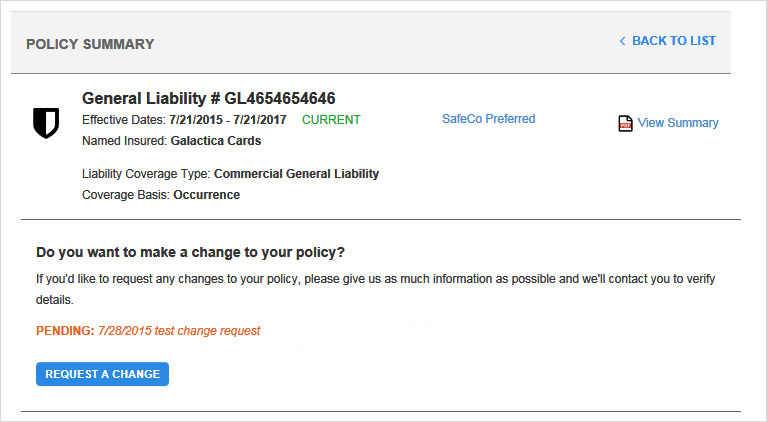 POLICY SUMMARY
< BACK TO LIST
General Liability # GL4654654646
Effective Dates: 7/21/2015 - 7/21/2017 CURRENT
SafeCo Preferred
PDF View Summary
Named Insured: Galactica Cards
Liability Coverage Type: Commercial General Liability
Coverage Basis: Occurrence
Do you want to make a change to your policy?
If you'd like to request any changes to your policy, please give us as much information as possible and we'll contact you to verify
details.
PENDING: 7/28/2015 test change request
REQUEST A CHANGE